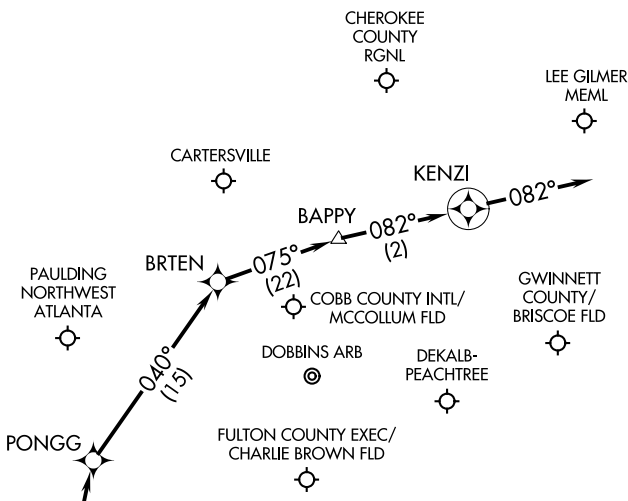 CHEROKEE
COUNTY
RGNL
LEE GILMER
MEML
CARTERSVILLE
KENZI
082°
BAPPY
082°
(2)
BRTEN
075°
(22)
PAULDING
NORTHWEST
ATLANTA
COBB COUNTY INTL/
MCCOLLUM FLD
GWINNETT
COUNTY/
BRISCOE FLD
DOBBINS ARB
DEKALB-
PEACHTREE
040°
(15)
PONGG
FULTON COUNTY EXEC/
CHARLIE BROWN FLD